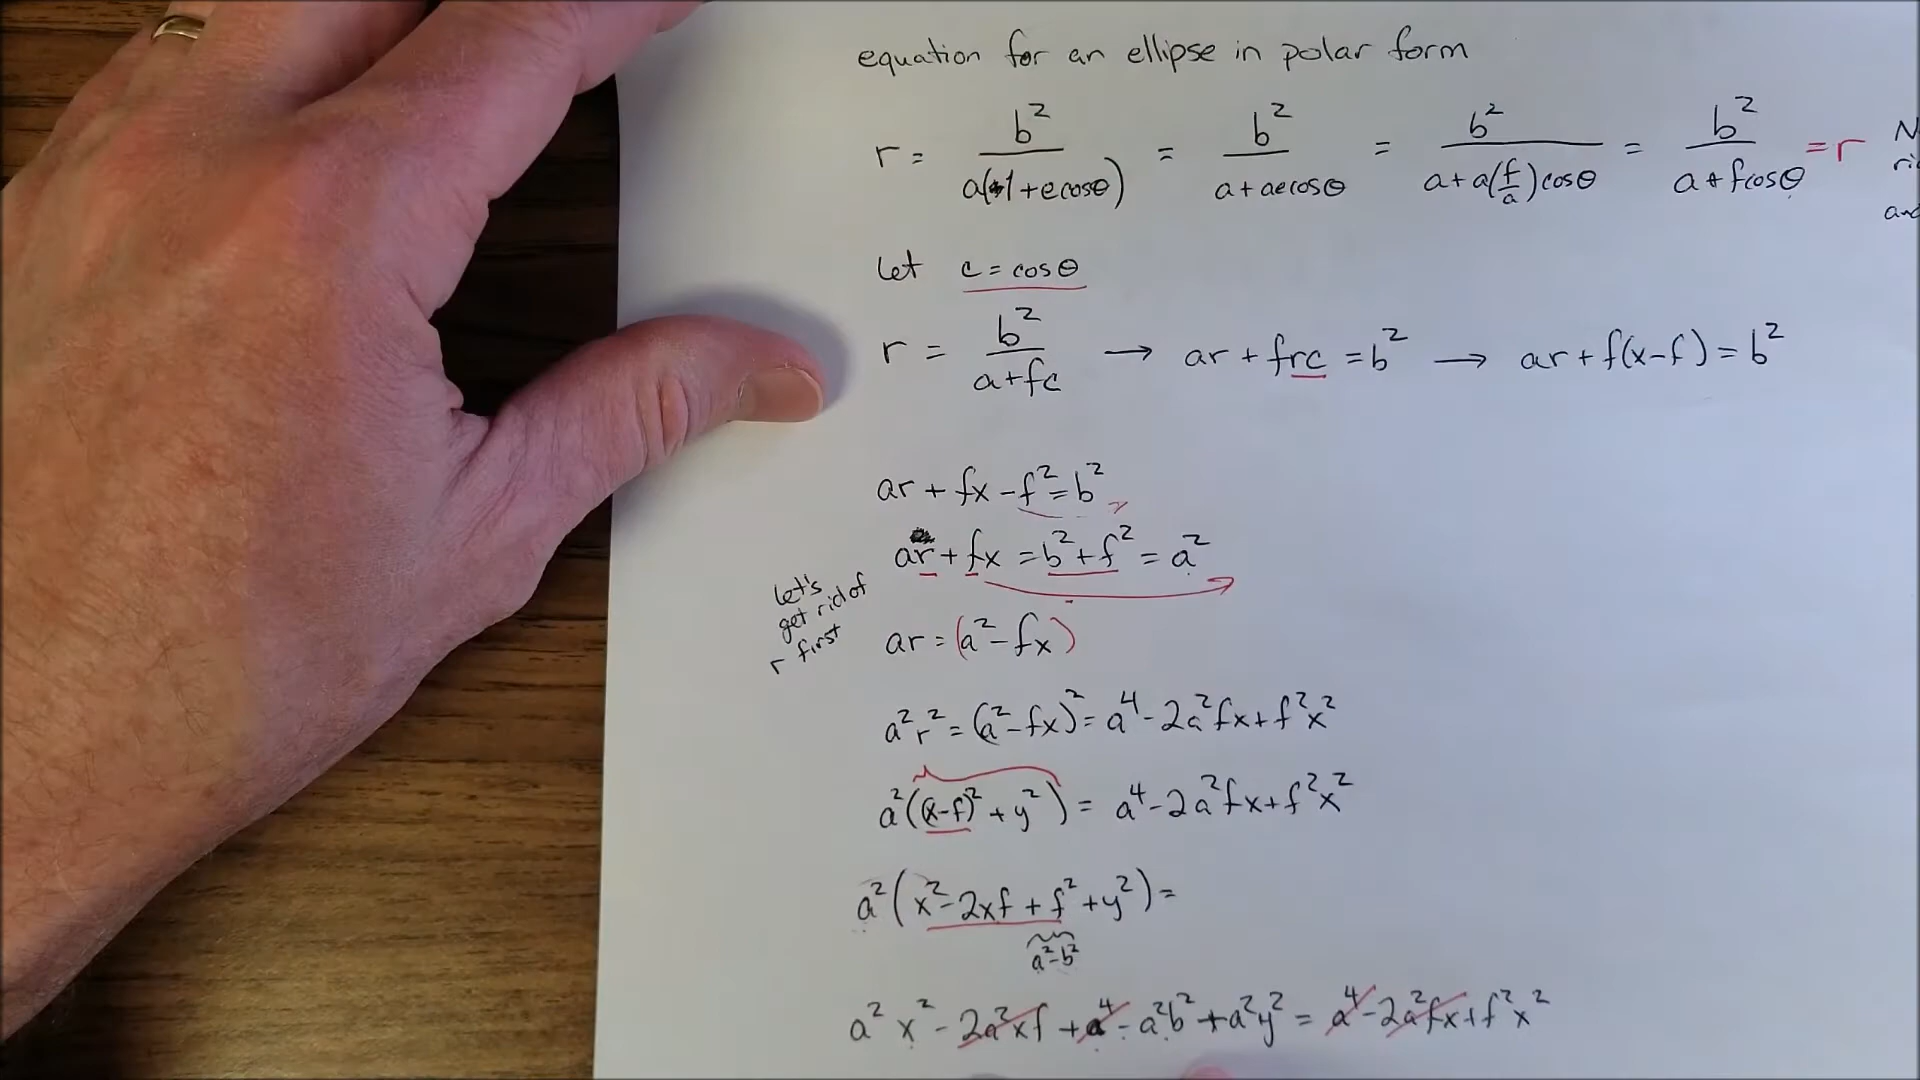 equation for an ellipse in polar form
r = b² / a(1+ecosθ) = b² / a+aecosθ = b² / a+a(f/a)cosθ = b² / a+fcosθ = r
let c = cosθ
r = b² / a+fc → ar + frc = b² → ar + f(x-f) = b²
ar + fx - f² = b²
ar + fx = b² + f² = a²
let's
get rid of
r first
ar = (a² - fx)
a²r² = (a² - fx)² = a⁴ - 2a²fx + f²x²
a²((x-f)² + y²) = a⁴ - 2a²fx + f²x²
a²(x² - 2xf + f² + y²) =
a²-b²
a²x² - 2a²xf + a⁴ - a²b² + a²y² = a⁴ - 2a²fx + f²x²